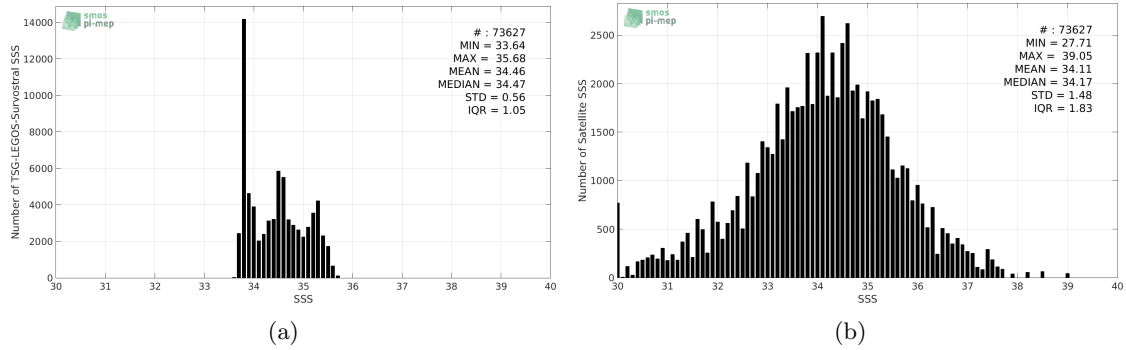 smos
pi-mep
# : 73627
MIN = 33.64
MAX = 35.68
MEAN = 34.46
MEDIAN = 34.47
STD = 0.56
IQR = 1.05
Number of TSG-LEGOS-Survostral SSS
14000
12000
10000
8000
6000
4000
2000
0
30 31 32 33 34 35 36 37 38 39 40
SSS
(a)
smos
pi-mep
# : 73627
MIN = 27.71
MAX = 39.05
MEAN = 34.11
MEDIAN = 34.17
STD = 1.48
IQR = 1.83
Number of Satellite SSS
2500
2000
1500
1000
500
0
30 31 32 33 34 35 36 37 38 39 40
SSS
(b)